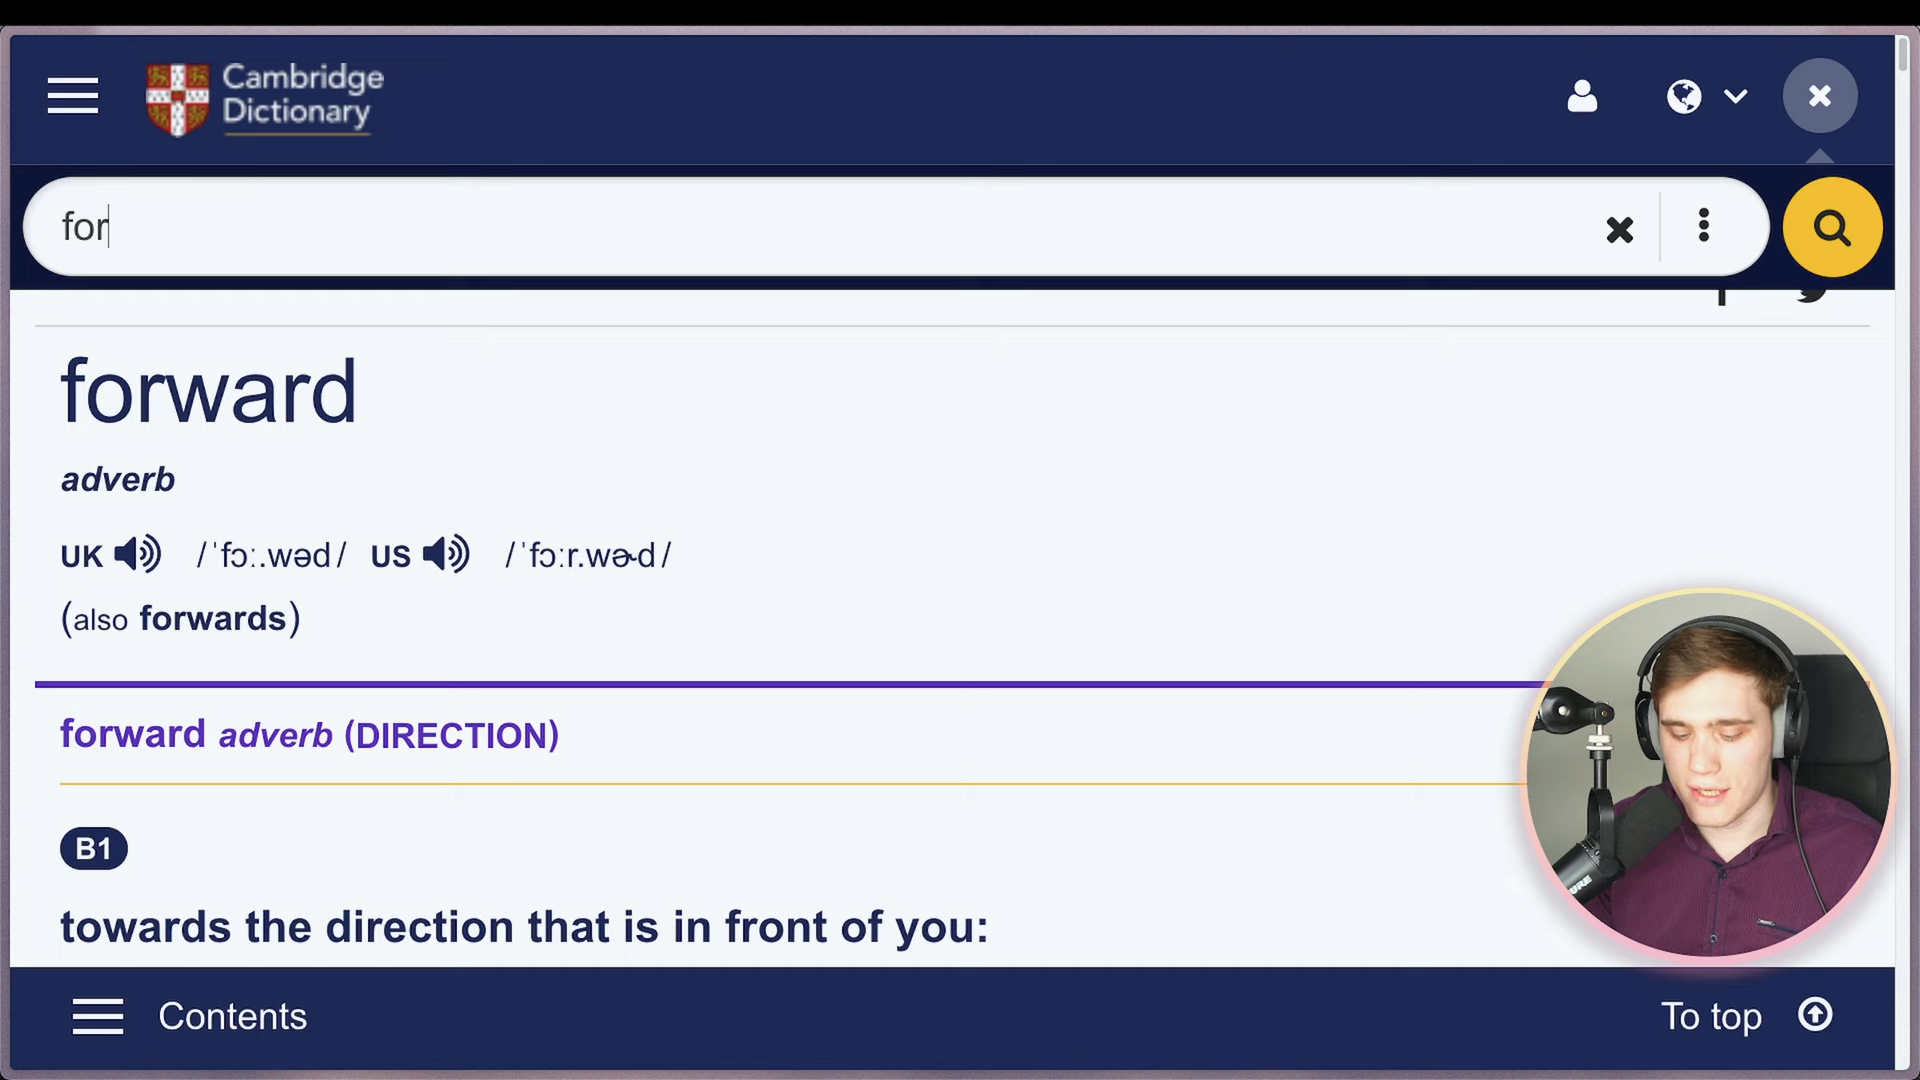 Cambridge
Dictionary
for
forward
adverb
UK /ˈfɔː.wəd/ US /ˈfɔːr.wɚd/
(also forwards)
forward adverb (DIRECTION)
B1
towards the direction that is in front of you:
Contents
To top